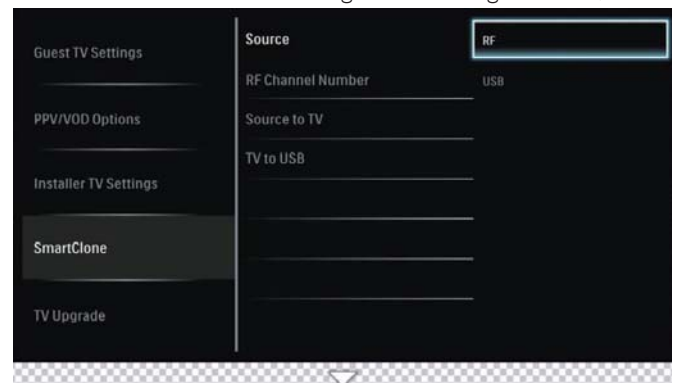 Guest TV Settings
PPV/VOD Options
Installer TV Settings
SmartClone
TV Upgrade
Source
RF Channel Number
Source to TV
TV to USB
RF
USB